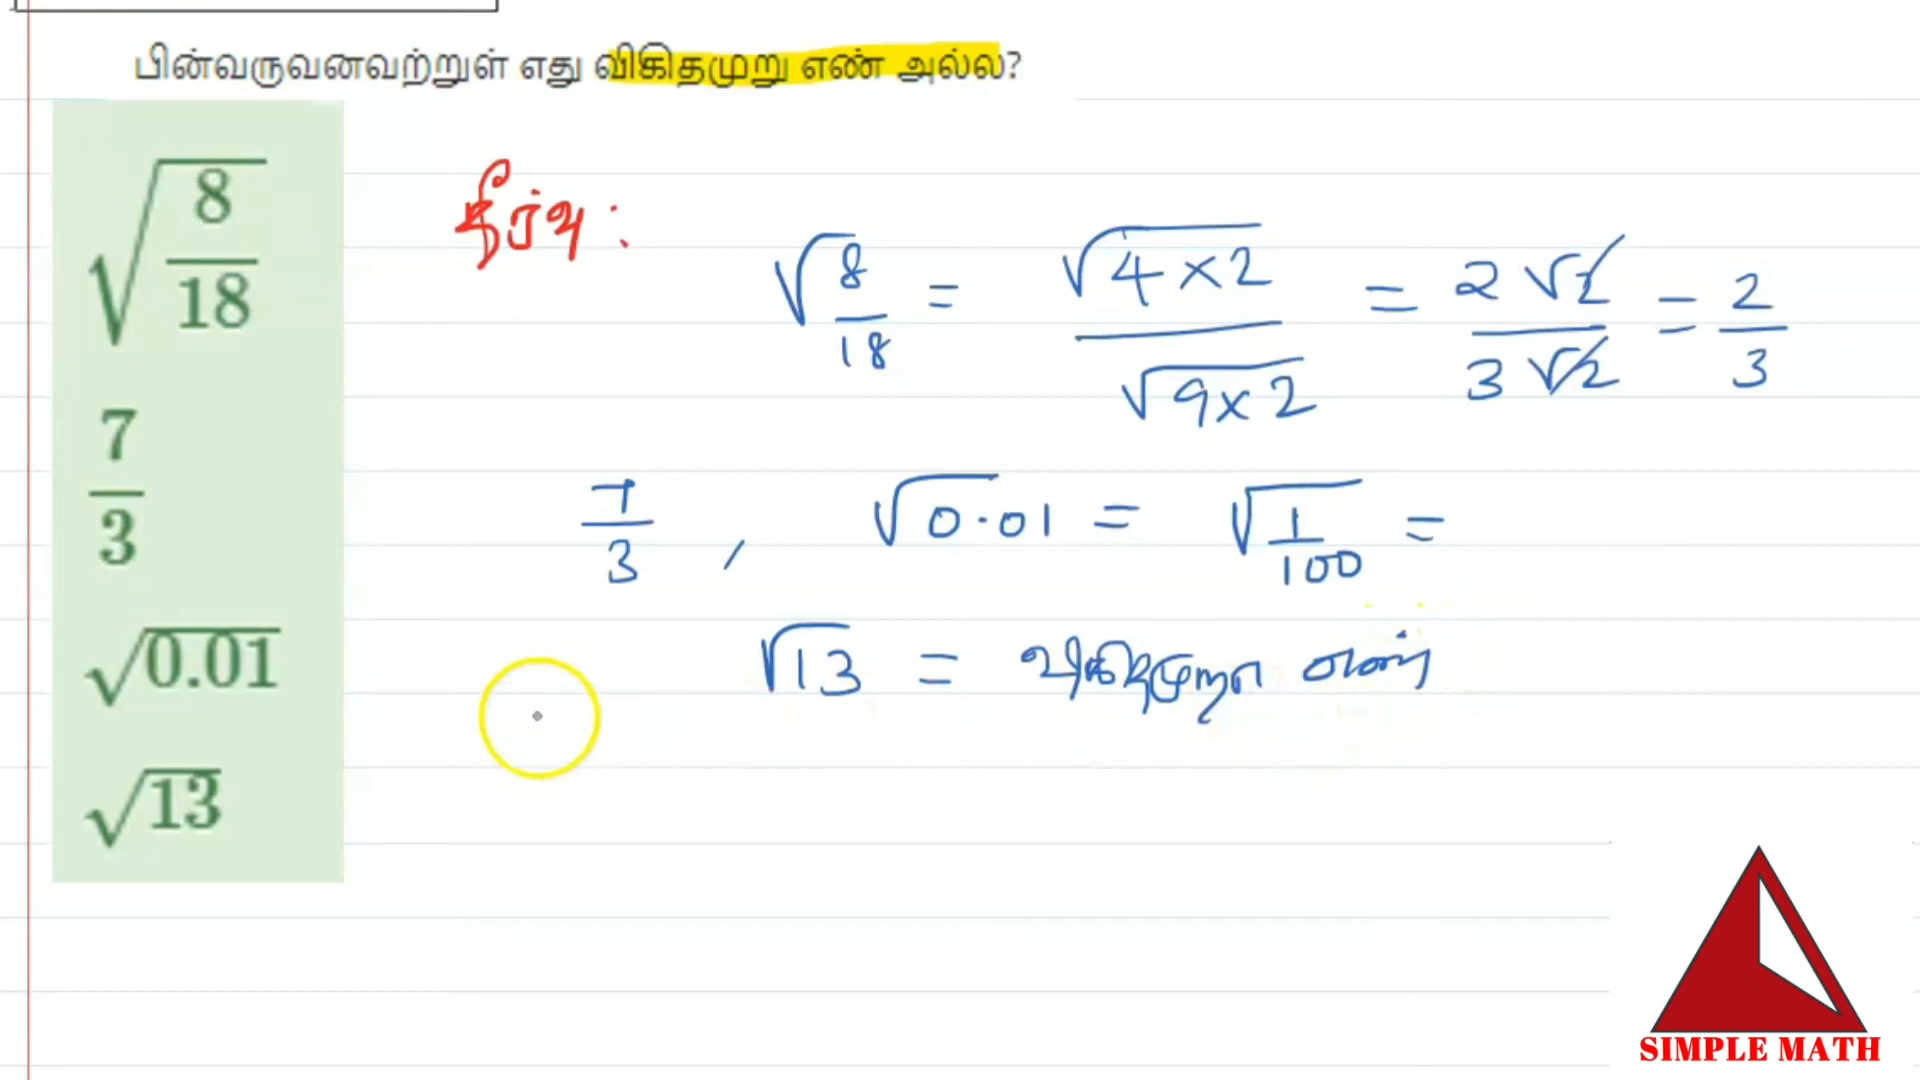 பின்வருவனவற்றுள் எது விகிதமுறு எண் அல்ல?
√(8/18)
7/3
√0.01
√13
தீர்வு :
√(8/18) = √(4×2)/√(9×2) = 2√2/3√2 = 2/3
7/3 , √0.01 = √(1/100) =
√13 = விகிதமுறா எண்
SIMPLE MATH